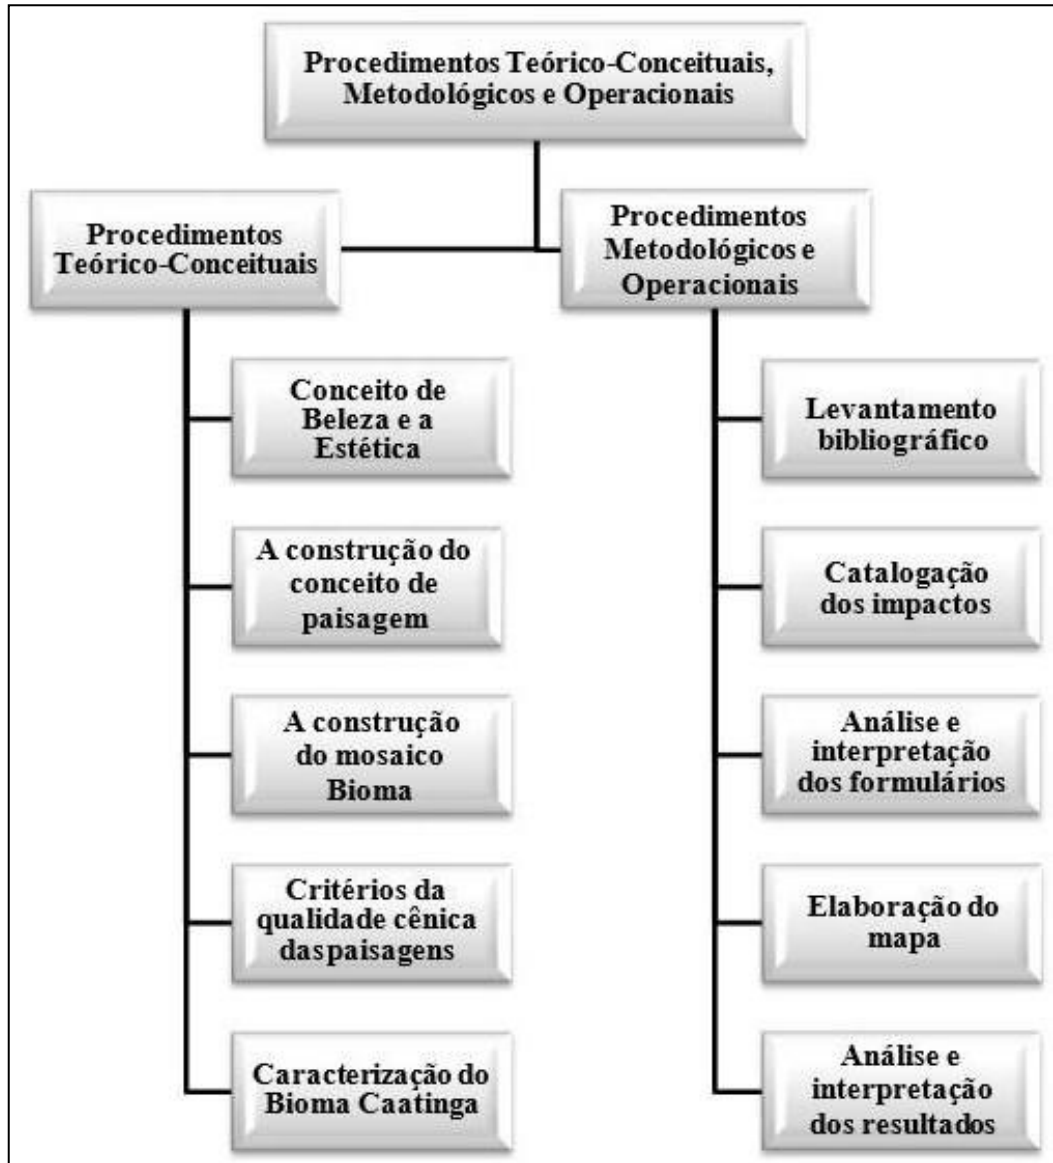 Procedimentos Teórico-Conceituais,
Metodológicos e Operacionais
Procedimentos
Teórico-Conceituais
Procedimentos
Metodológicos e
Operacionais
Conceito de
Beleza e a
Estética
A construção do
conceito de
paisagem
A construção
do mosaico
Bioma
Critérios da
qualidade cênica
daspaisagens
Caracterização do
Bioma Caatinga
Levantamento
bibliográfico
Catalogação
dos impactos
Análise e
interpretação
dos formulários
Elaboração do
mapa
Análise e
interpretação
dos resultados